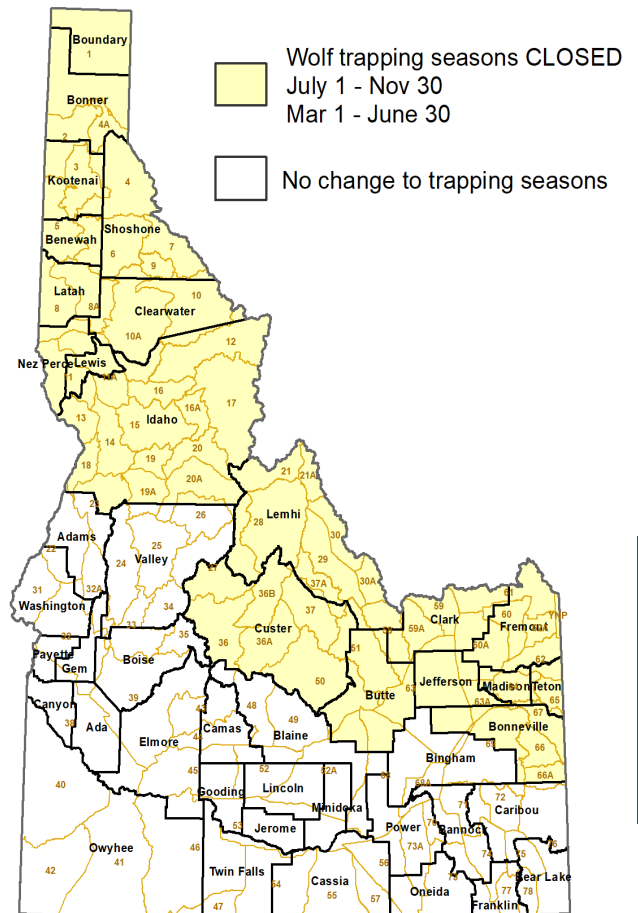 Boundary
1
Wolf trapping seasons CLOSED
July 1 - Nov 30
Mar 1 - June 30
Bonner
4A
2
3
Kootenai
4
No change to trapping seasons
5
Benewah
Shoshone
7
6
9
Latah
8
8A
10
Clearwater
10A
12
Nez Perce
Lewis
11
11A
16
16A
17
13
15
Idaho
14
20
18
19
19A
20A
21
21A
23
26
28
Lemhi
30
Adams
22
25
24
Valley
29
27
37A
30A
31
32A
Washington
34
33
36B
37
59
61
60
YNP
Clark
Fremont
59A
60A
Custer
36
36A
32
35
Payette
Boise
Gem
51
62
50
Butte
63
Jefferson
Madison
Teton
65
63A
Canyon
39
38
Ada
43
48
49
Camas
Blaine
67
Bonneville
66
69
Elmore
44
Bingham
40
45
52
52A
66A
68A
Gooding
Lincoln
Minidoka
72
71
Caribou
53
Jerome
Power
70
Bannock
73A
Owyhee
41
46
76
74
75
42
Twin Falls
56
Bear Lake
54
Cassia
55
57
73
Oneida
77
78
47
Franklin